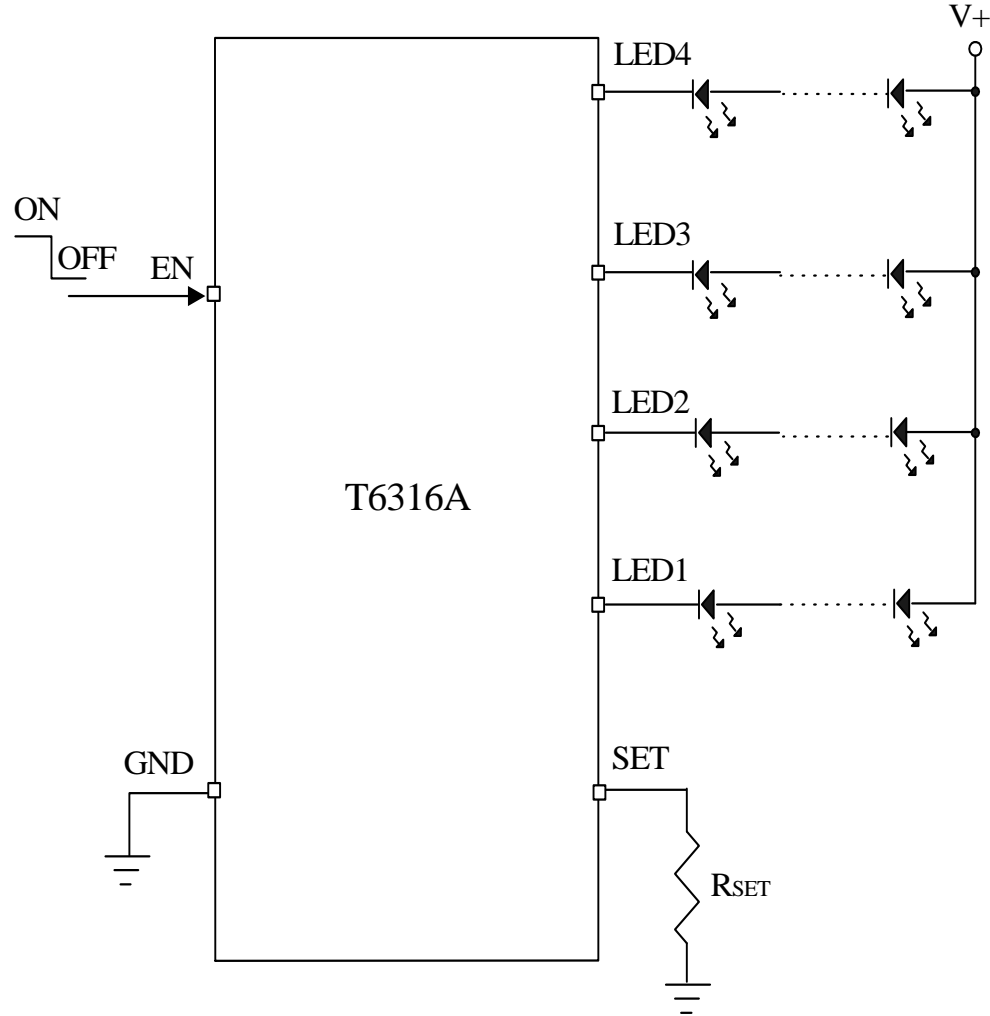 V+
LED4
ON
OFF
EN
LED3
LED2
T6316A
LED1
GND
SET
RSET